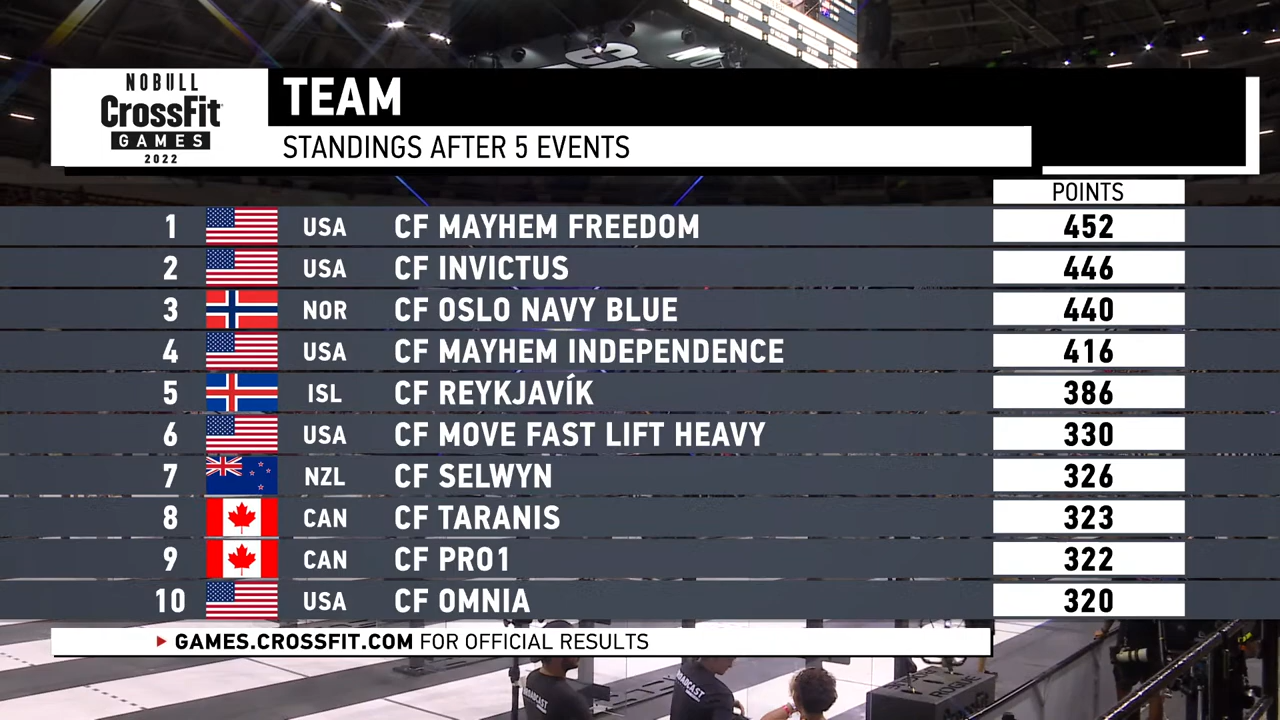 NOBULL
CrossFit
GAMES
2022
TEAM
STANDINGS AFTER 5 EVENTS
POINTS
1 USA CF MAYHEM FREEDOM 452
2 USA CF INVICTUS 446
3 NOR CF OSLO NAVY BLUE 440
4 USA CF MAYHEM INDEPENDENCE 416
5 ISL CF REYKJAVÍK 386
6 USA CF MOVE FAST LIFT HEAVY 330
7 NZL CF SELWYN 326
8 CAN CF TARANIS 323
9 CAN CF PRO1 322
10 USA CF OMNIA 320
GAMES.CROSSFIT.COM FOR OFFICIAL RESULTS
BROADCAST
ROGUE